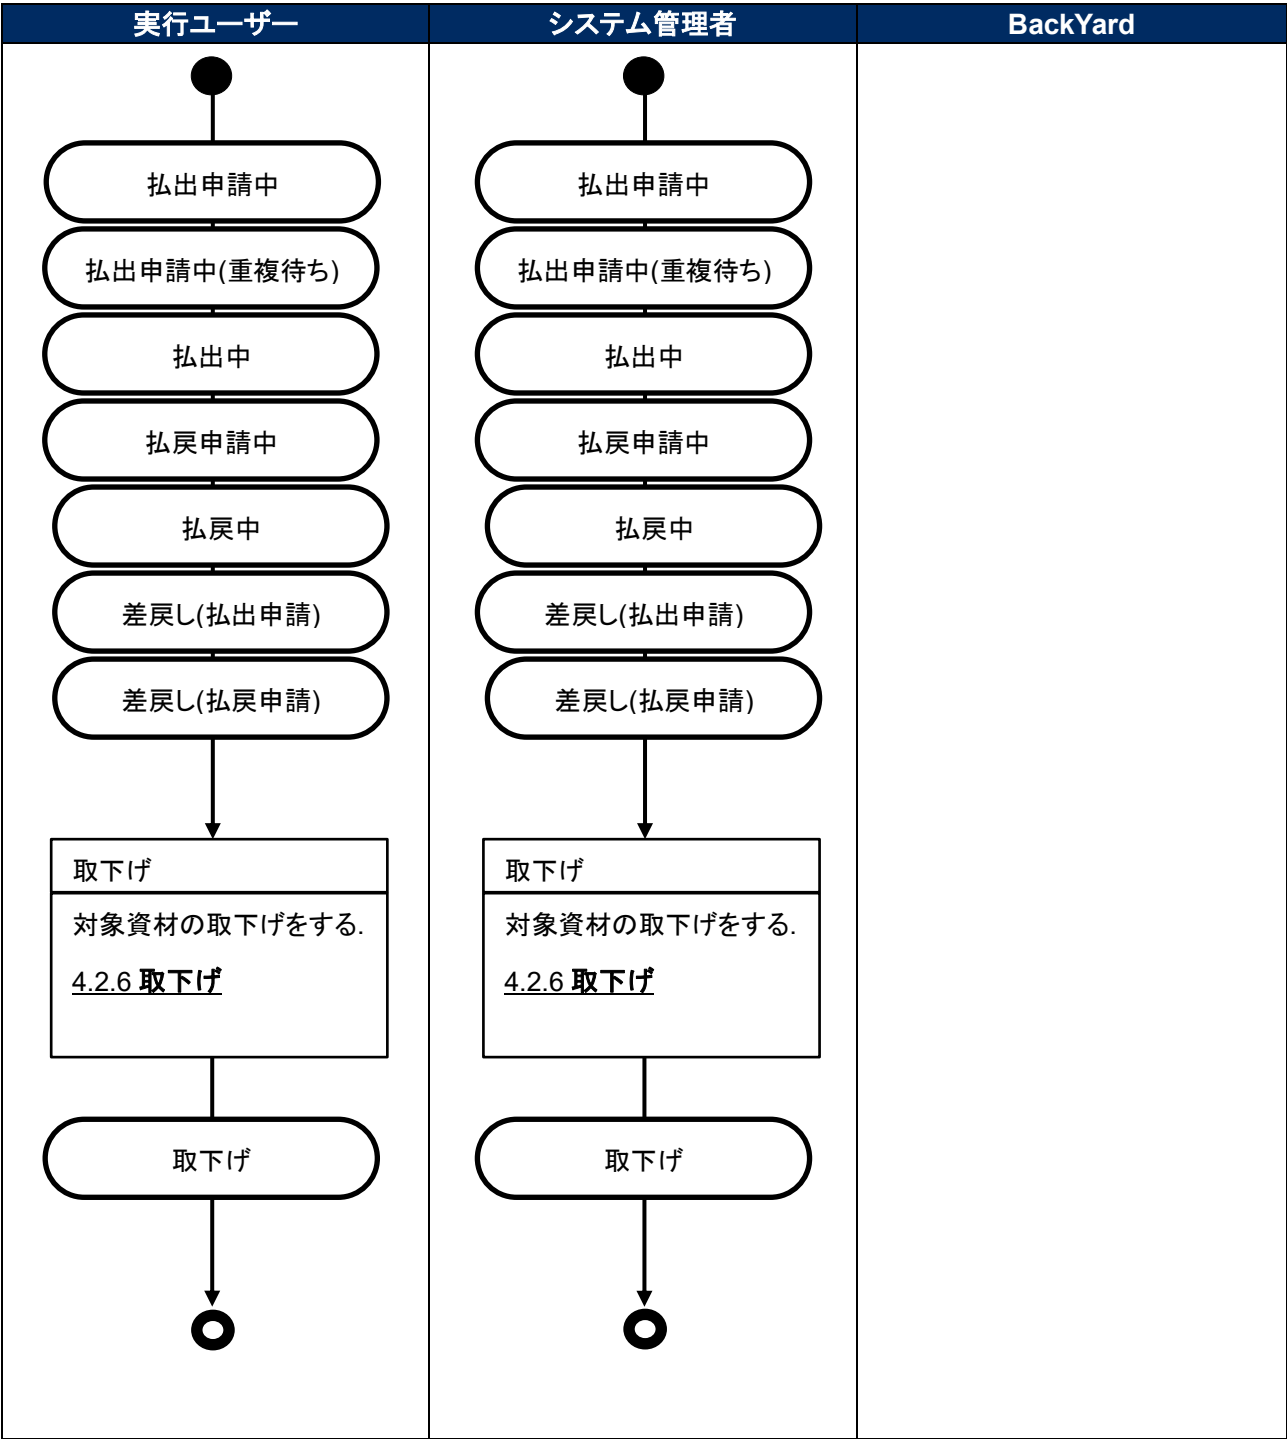 実行ユーザー
システム管理者
BackYard
払出申請中
払出申請中(重複待ち)
払出中
払戻申請中
払戻中
差戻し(払出申請)
差戻し(払戻申請)
取下げ
対象資材の取下げをする.
4.2.6 取下げ
取下げ
払出申請中
払出申請中(重複待ち)
払出中
払戻申請中
払戻中
差戻し(払出申請)
差戻し(払戻申請)
取下げ
対象資材の取下げをする.
4.2.6 取下げ
取下げ